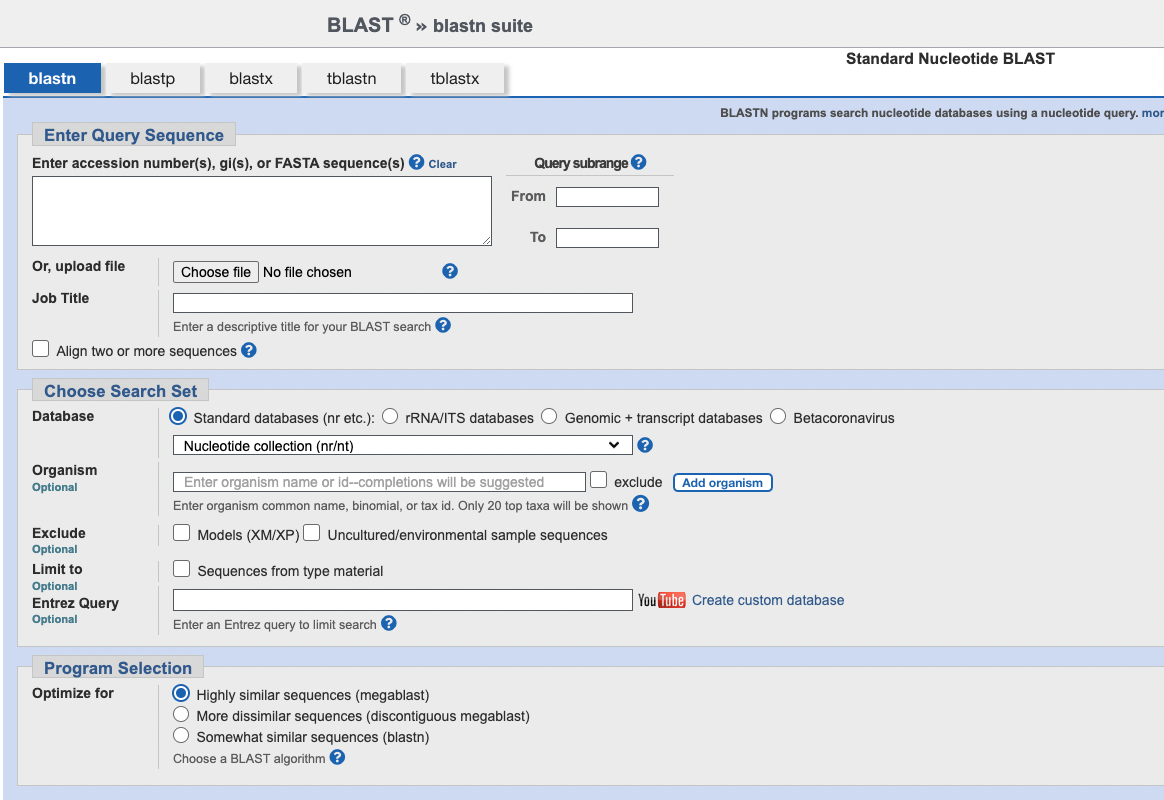 BLAST ® » blastn suite
Standard Nucleotide BLAST
blastn blastp blastx tblastn tblastx
BLASTN programs search nucleotide databases using a nucleotide query.
Enter Query Sequence
Enter accession number(s), gi(s), or FASTA sequence(s) ? Clear
Query subrange ?
From
To
Or, upload file
Choose file No file chosen ?
Job Title
Enter a descriptive title for your BLAST search ?
Align two or more sequences ?
Choose Search Set
Database
Standard databases (nr etc.): rRNA/ITS databases Genomic + transcript databases Betacoronavirus
Nucleotide collection (nr/nt) ?
Organism
Optional
Enter organism name or id--completions will be suggested exclude Add organism
Enter organism common name, binomial, or tax id. Only 20 top taxa will be shown ?
Exclude
Optional
Models (XM/XP) Uncultured/environmental sample sequences
Limit to
Optional
Sequences from type material
Entrez Query
Optional
YouTube Create custom database
Enter an Entrez query to limit search ?
Program Selection
Optimize for
Highly similar sequences (megablast)
More dissimilar sequences (discontiguous megablast)
Somewhat similar sequences (blastn)
Choose a BLAST algorithm ?